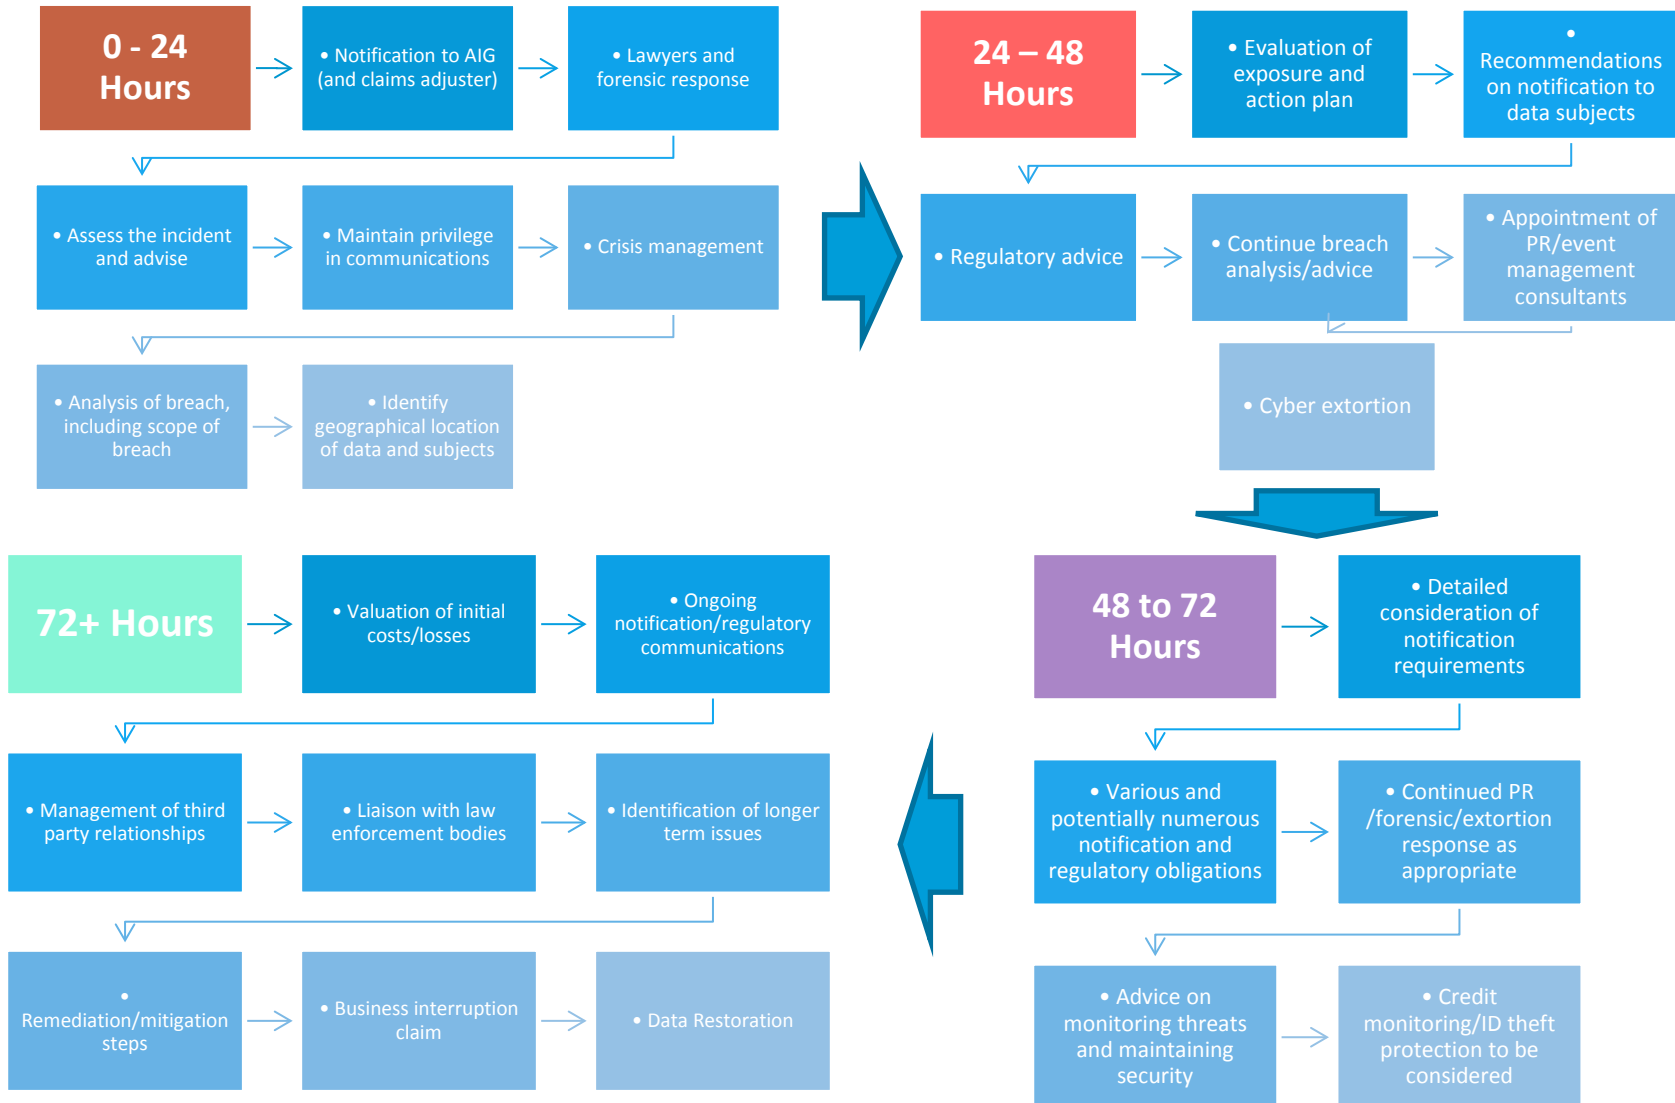 0 - 24
Hours
• Notification to AIG
(and claims adjuster)
• Lawyers and
forensic response
• Assess the incident
and advise
• Maintain privilege
in communications
• Crisis management
• Analysis of breach,
including scope of
breach
• Identify
geographical location
of data and subjects
24 – 48
Hours
• Evaluation of
exposure and
action plan
•
Recommendations
on notification to
data subjects
• Regulatory advice
• Continue breach
analysis/advice
• Appointment of
PR/event
management
consultants
• Cyber extortion
48 to 72
Hours
• Detailed
consideration of
notification
requirements
• Various and
potentially numerous
notification and
regulatory obligations
• Continued PR
/forensic/extortion
response as
appropriate
• Advice on
monitoring threats
and maintaining
security
• Credit
monitoring/ID theft
protection to be
considered
72+ Hours
• Valuation of initial
costs/losses
• Ongoing
notification/regulatory
communications
• Management of third
party relationships
• Liaison with law
enforcement bodies
• Identification of longer
term issues
•
Remediation/mitigation
steps
• Business interruption
claim
• Data Restoration